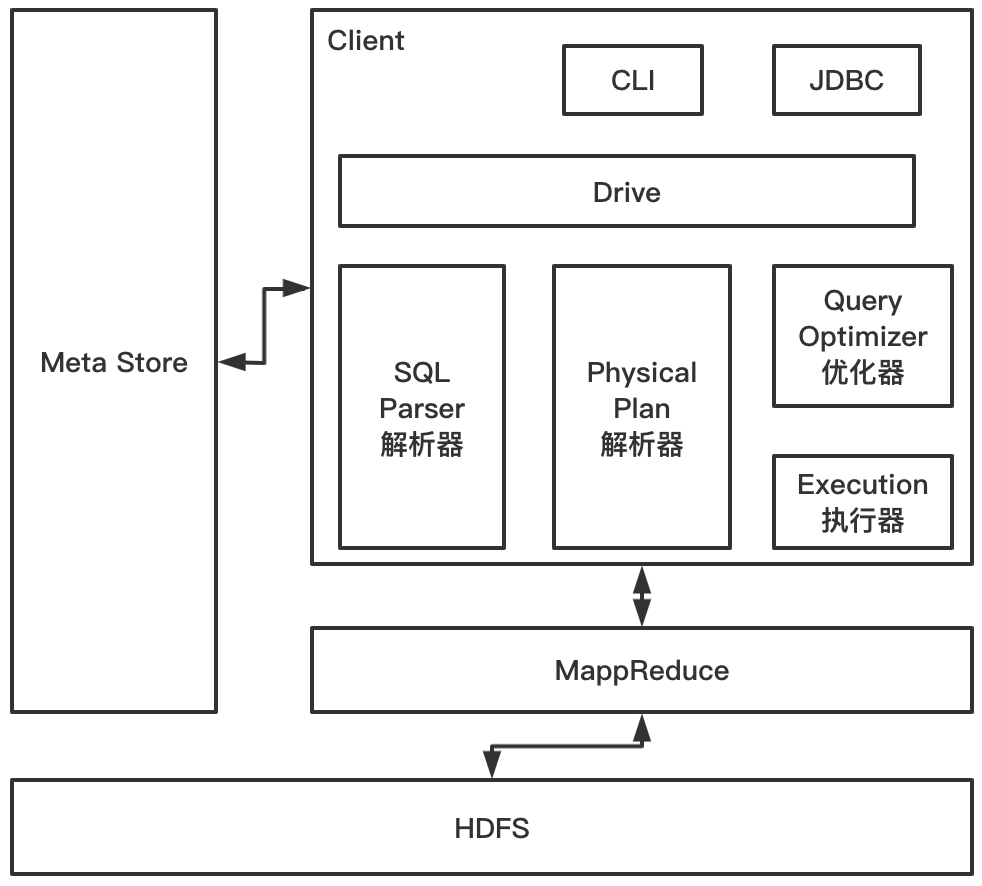 Client
CLI
JDBC
Drive
Meta Store
SQL
Parser
解析器
Physical
Plan
解析器
Query
Optimizer
优化器
Execution
执行器
MappReduce
HDFS